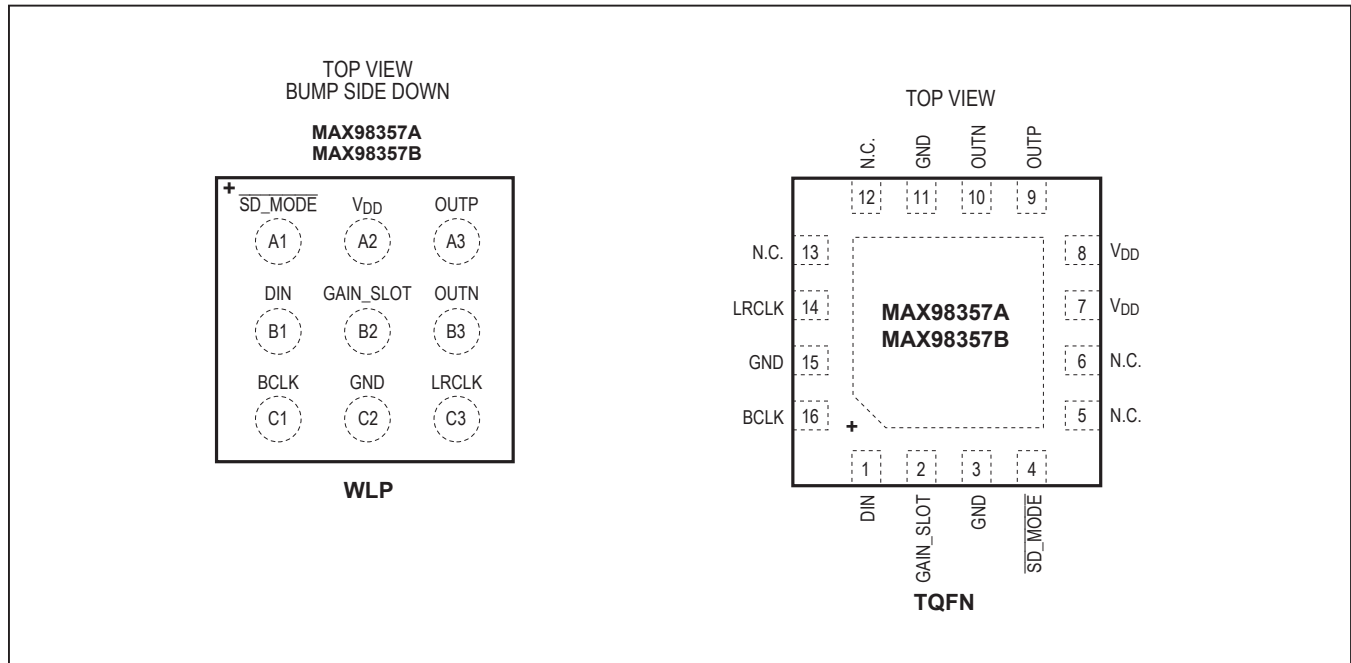 TOP VIEW
BUMP SIDE DOWN
MAX98357A
MAX98357B
+
SD_MODE VDD OUTP
A1 A2 A3
DIN GAIN_SLOT OUTN
B1 B2 B3
BCLK GND LRCLK
C1 C2 C3
WLP
TOP VIEW
N.C. GND OUTN OUTP
12 11 10 9
N.C. 13 8 VDD
LRCLK 14 7 VDD
MAX98357A
MAX98357B
GND 15 6 N.C.
BCLK 16 5 N.C.
+
1 2 3 4
DIN GAIN_SLOT GND SD_MODE
TQFN